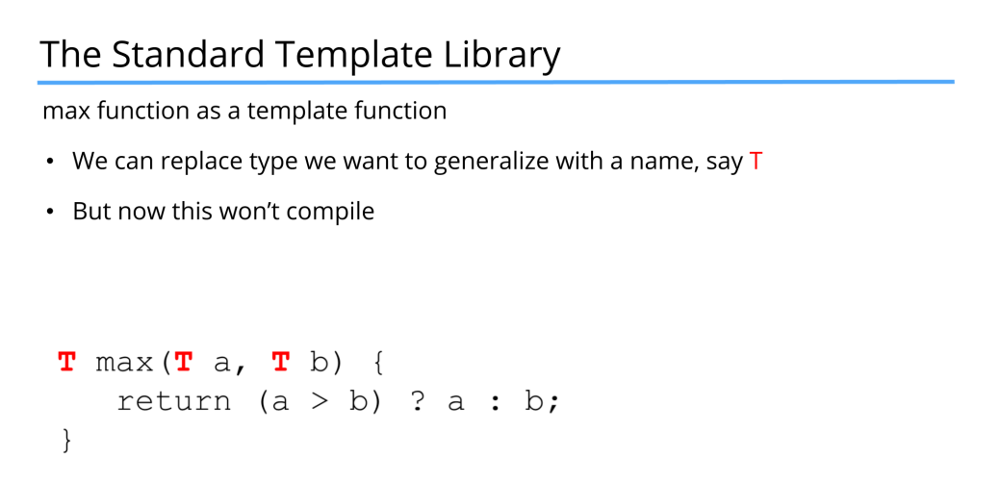 The Standard Template Library
max function as a template function
• We can replace type we want to generalize with a name, say T
• But now this won’t compile
T max(T a, T b) {
return (a > b) ? a : b;
}